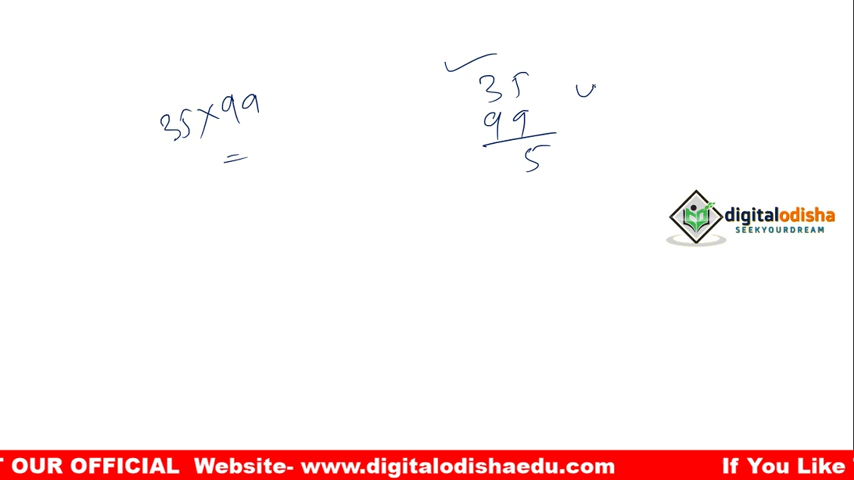 35×99
=
35
99
5
digitalodisha
SEEKYOURDREAM
T OUR OFFICIAL Website- www.digitalodishaedu.com If You Like